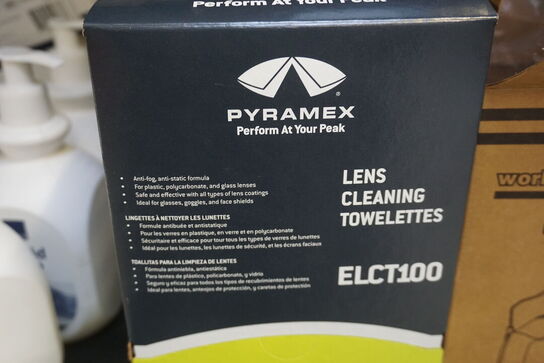 Perform At Your Peak
PYRAMEX®
Perform At Your Peak
• Anti-fog, anti-static formula
• For plastic, polycarbonate, and glass lenses
• Safe and effective with all types of lens coatings
• Ideal for glasses, goggles, and face shields
LINGETTES À NETTOYER LES LUNETTES
• Formule antibuée et antistatique
• Pour les verres en plastique, en verre et en polycarbonate
• Sécuritaire et efficace pour tour tous les types de verres de lunettes
• Idéal pour les lunettes, les lunettes de sûreté, et les écrans faciaux
TOALLITAS PARA LA LIMPIEZA DE LENTES
• Fórmula antiniebla, antiestática
• Para lentes de plástico, policarbonato, y vidrio
• Seguro y eficaz para todos los tipos de recubrimientos de lentes
• Ideal para lentes, anteojos de protección, y caretas de protectión
LENS
CLEANING
TOWELETTES
ELCT100